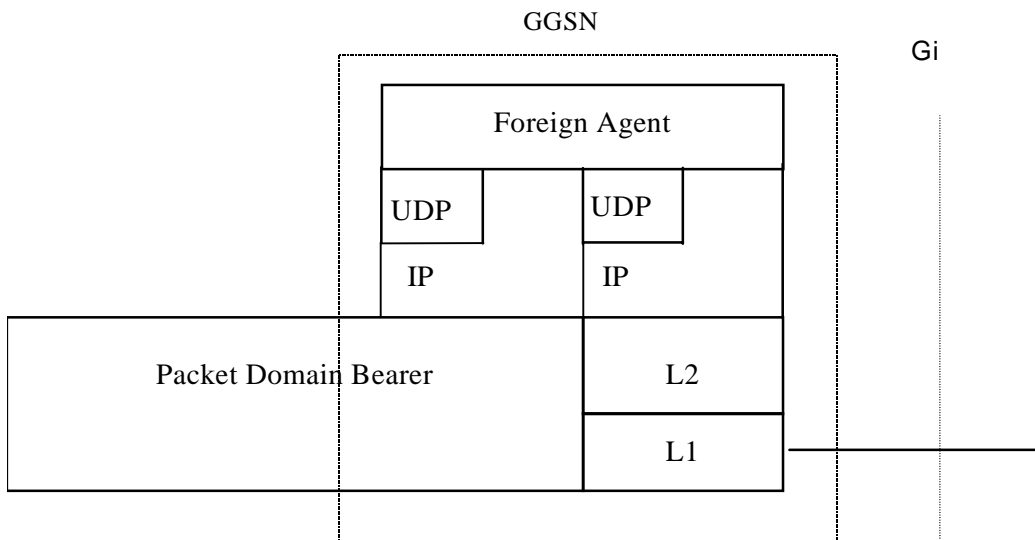 GGSN
Gi
Foreign Agent
UDP
UDP
IP
IP
Packet Domain Bearer
L2
L1